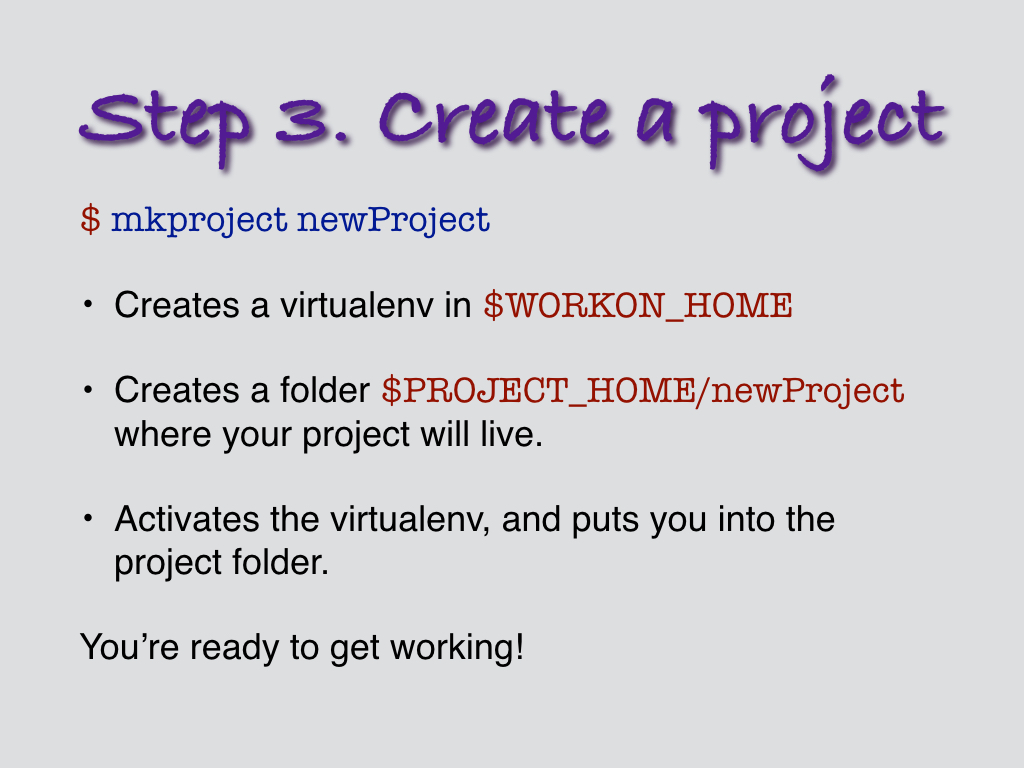 Step 3. Create a project
$ mkproject newProject
• Creates a virtualenv in $WORKON_HOME
• Creates a folder $PROJECT_HOME/newProject
where your project will live.
• Activates the virtualenv, and puts you into the
project folder.
You’re ready to get working!